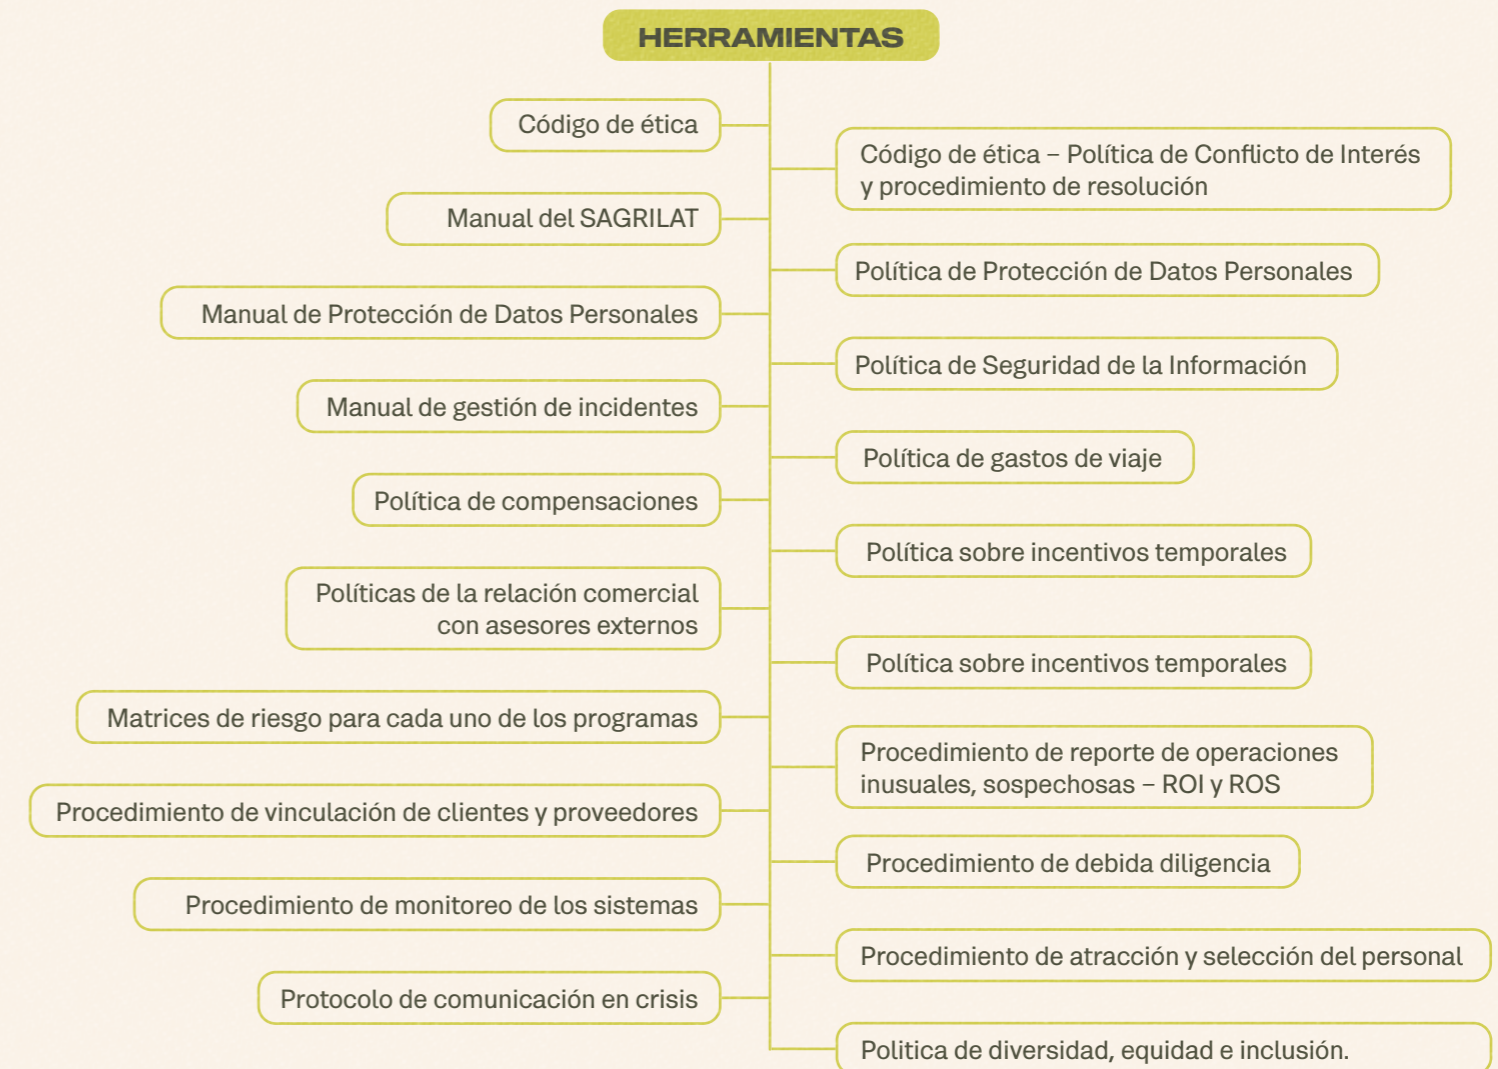 HERRAMIENTAS
Código de ética
Código de ética – Política de Conflicto de Interés
y procedimiento de resolución
Manual del SAGRILAT
Política de Protección de Datos Personales
Manual de Protección de Datos Personales
Política de Seguridad de la Información
Manual de gestión de incidentes
Política de gastos de viaje
Política de compensaciones
Política sobre incentivos temporales
Políticas de la relación comercial
con asesores externos
Política sobre incentivos temporales
Matrices de riesgo para cada uno de los programas
Procedimiento de reporte de operaciones
inusuales, sospechosas – ROI y ROS
Procedimiento de vinculación de clientes y proveedores
Procedimiento de debida diligencia
Procedimiento de monitoreo de los sistemas
Procedimiento de atracción y selección del personal
Protocolo de comunicación en crisis
Politica de diversidad, equidad e inclusión.